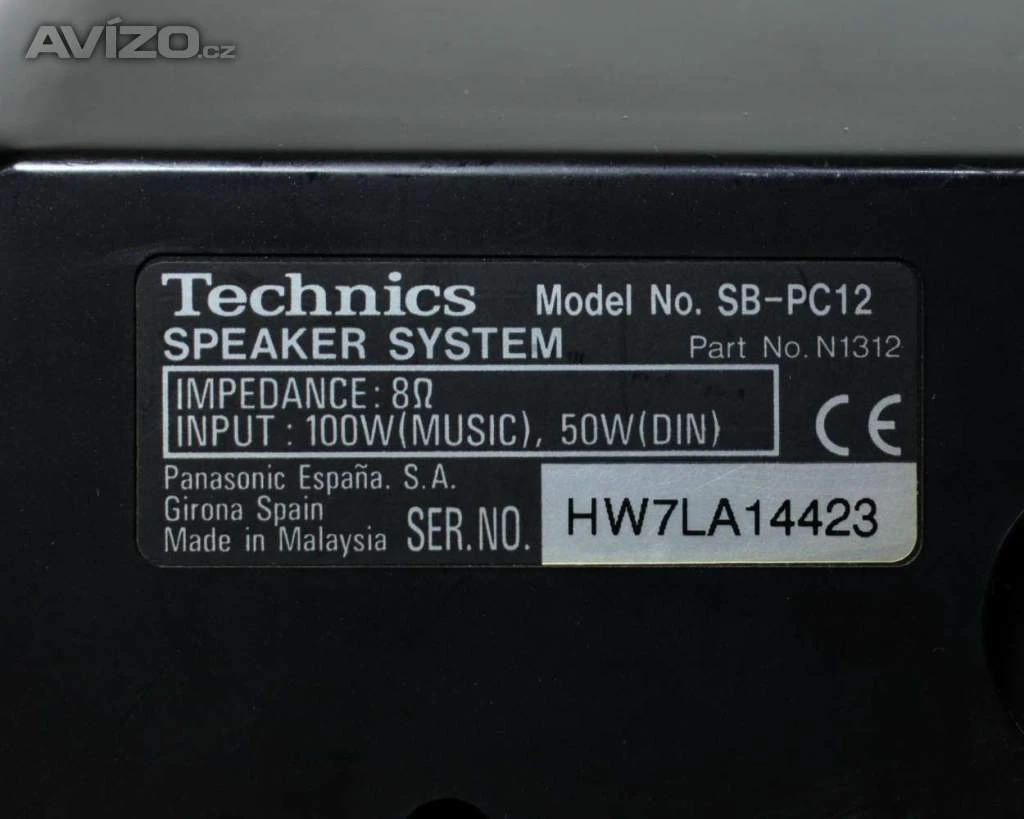 AVÍZO.cz
Technics Model No. SB-PC12
SPEAKER SYSTEM Part No. N1312
IMPEDANCE : 8Ω
INPUT : 100W(MUSIC), 50W(DIN)
CE
Panasonic España. S.A.
Girona Spain
Made in Malaysia SER.NO. HW7LA14423